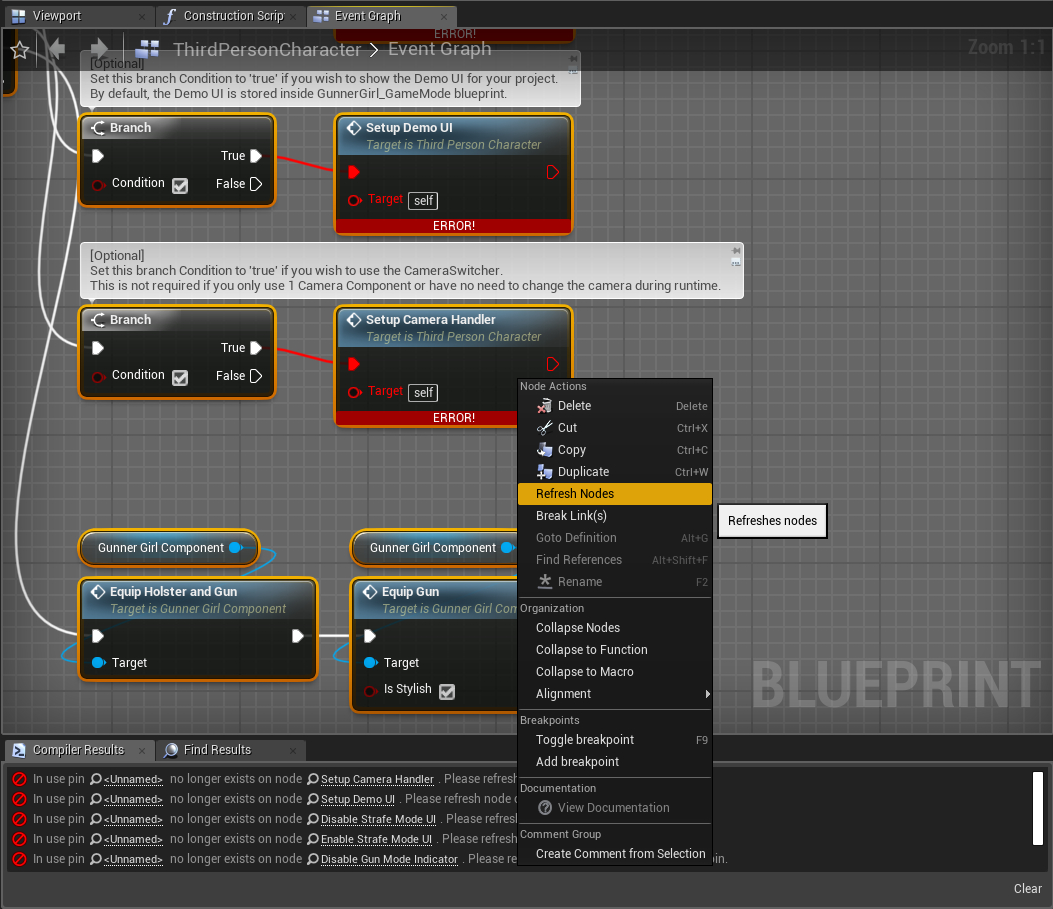 Viewport
Construction Scrip
Event Graph
ERROR!
ThirdPersonCharacter > Event Graph
Zoom 1:1
[Optional]
Set this branch Condition to 'true' if you wish to show the Demo UI for your project.
By default, the Demo UI is stored inside GunnerGirl_GameMode blueprint.
Branch
True
Condition
False
Setup Demo UI
Target is Third Person Character
Target self
ERROR!
[Optional]
Set this branch Condition to 'true' if you wish to use the CameraSwitcher.
This is not required if you only use 1 Camera Component or have no need to change the camera during runtime.
Branch
True
Condition
False
Setup Camera Handler
Target is Third Person Character
Target self
ERROR!
Node Actions
Delete Delete
Cut Ctrl+X
Copy Ctrl+C
Duplicate Ctrl+W
Refresh Nodes
Break Link(s)
Goto Definition Alt+G
Find References Alt+Shift+F
Rename F2
Organization
Collapse Nodes
Collapse to Function
Collapse to Macro
Alignment
Breakpoints
Toggle breakpoint F9
Add breakpoint
Documentation
View Documentation
Comment Group
Create Comment from Selection
Refreshes nodes
Gunner Girl Component
Gunner Girl Component
Equip Holster and Gun
Target is Gunner Girl Component
Target
Equip Gun
Target is Gunner Girl Com
Target
Is Stylish
BLUEPRINT
Compiler Results
Find Results
In use pin <Unnamed> no longer exists on node Setup Camera Handler . Please refresh
In use pin <Unnamed> no longer exists on node Setup Demo UI . Please refresh node
In use pin <Unnamed> no longer exists on node Disable Strafe Mode UI . Please refres
In use pin <Unnamed> no longer exists on node Enable Strafe Mode UI . Please refresh
In use pin <Unnamed> no longer exists on node Disable Gun Mode Indicator . Please re in.
Clear